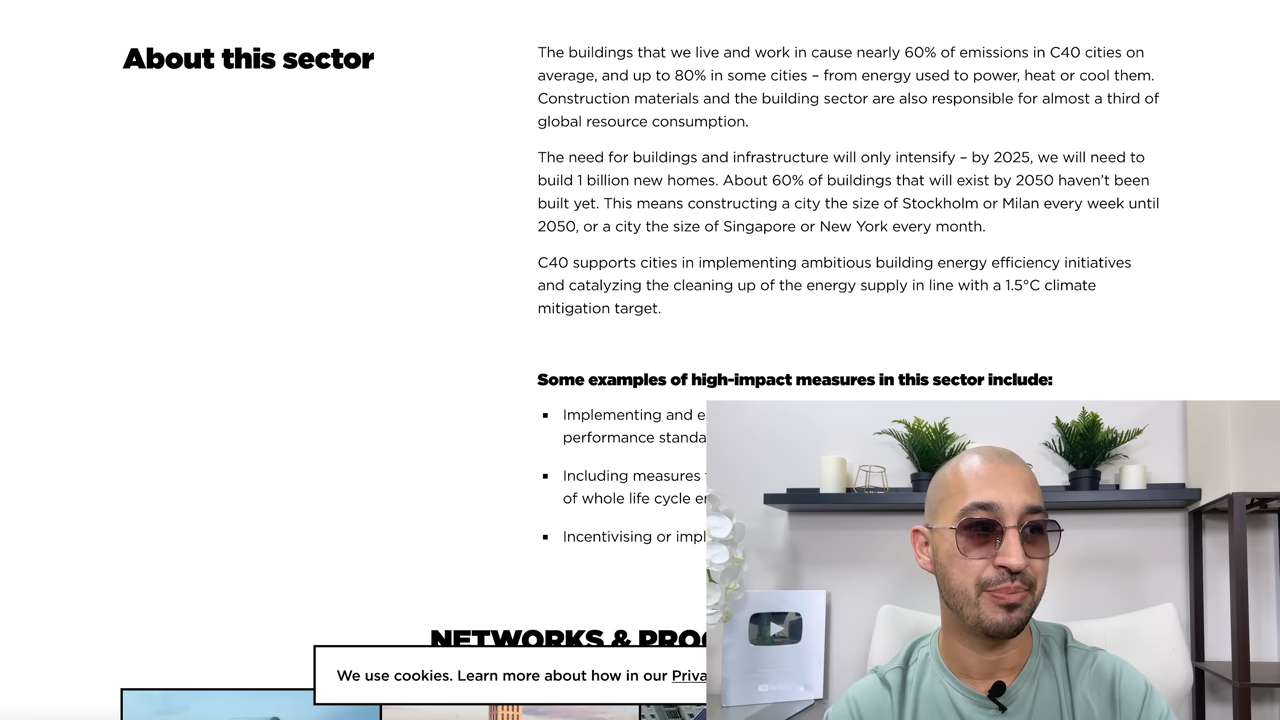 About this sector
The buildings that we live and work in cause nearly 60% of emissions in C40 cities on
average, and up to 80% in some cities – from energy used to power, heat or cool them.
Construction materials and the building sector are also responsible for almost a third of
global resource consumption.
The need for buildings and infrastructure will only intensify – by 2025, we will need to
build 1 billion new homes. About 60% of buildings that will exist by 2050 haven’t been
built yet. This means constructing a city the size of Stockholm or Milan every week until
2050, or a city the size of Singapore or New York every month.
C40 supports cities in implementing ambitious building energy efficiency initiatives
and catalyzing the cleaning up of the energy supply in line with a 1.5°C climate
mitigation target.
Some examples of high-impact measures in this sector include:
Implementing and e
performance standa
Including measures
of whole life cycle e
Incentivising or impl
NETWORKS & PRO
We use cookies. Learn more about how in our Priva